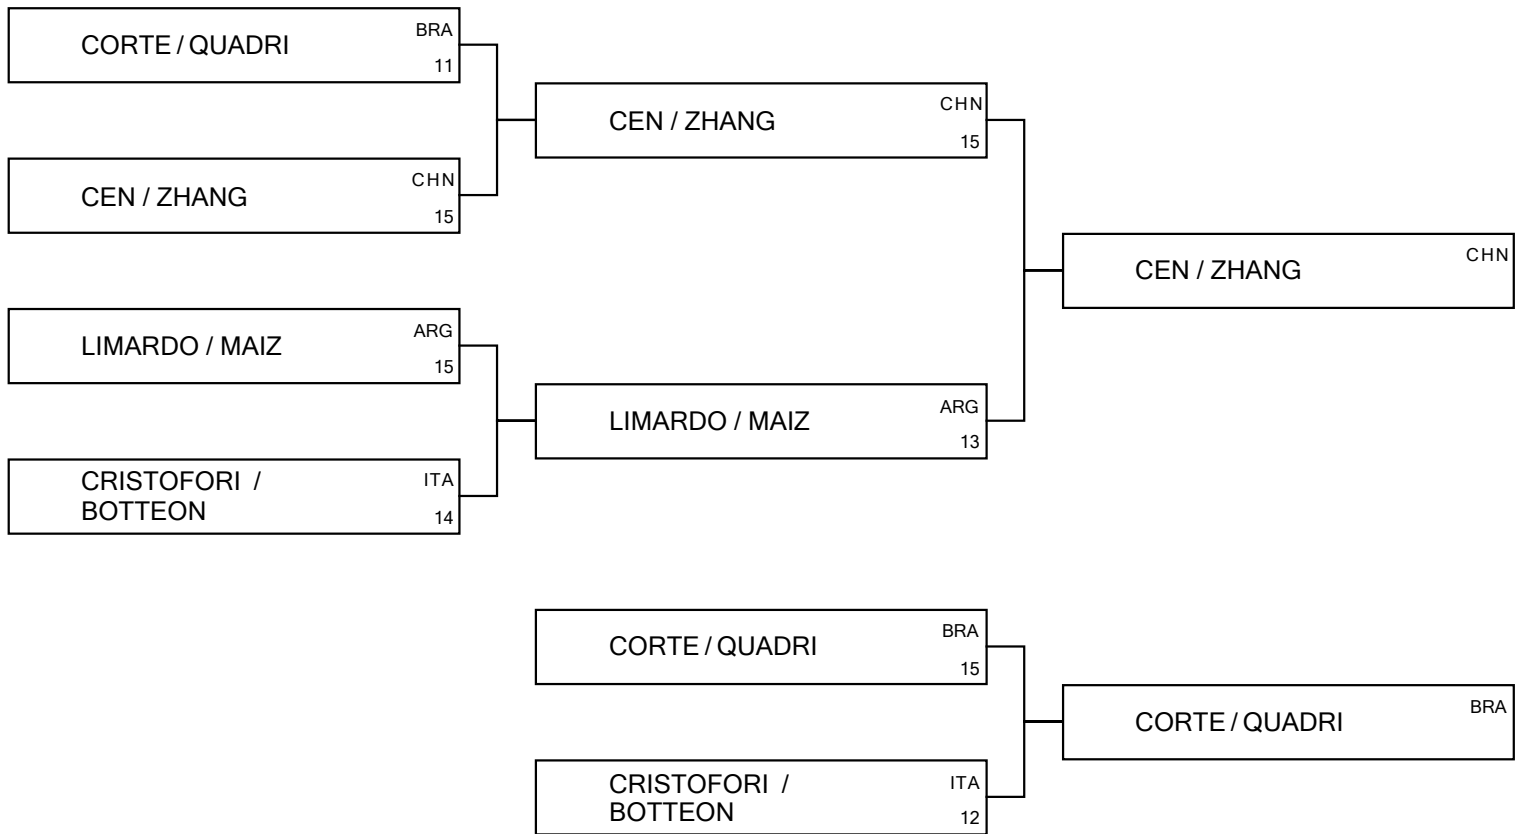 CORTE / QUADRI BRA
11
CEN / ZHANG CHN
15
CEN / ZHANG CHN
15
CEN / ZHANG CHN
LIMARDO / MAIZ ARG
15
LIMARDO / MAIZ ARG
13
CRISTOFORI / ITA
BOTTEON 14
CORTE / QUADRI BRA
15
CORTE / QUADRI BRA
CRISTOFORI / ITA
BOTTEON 12